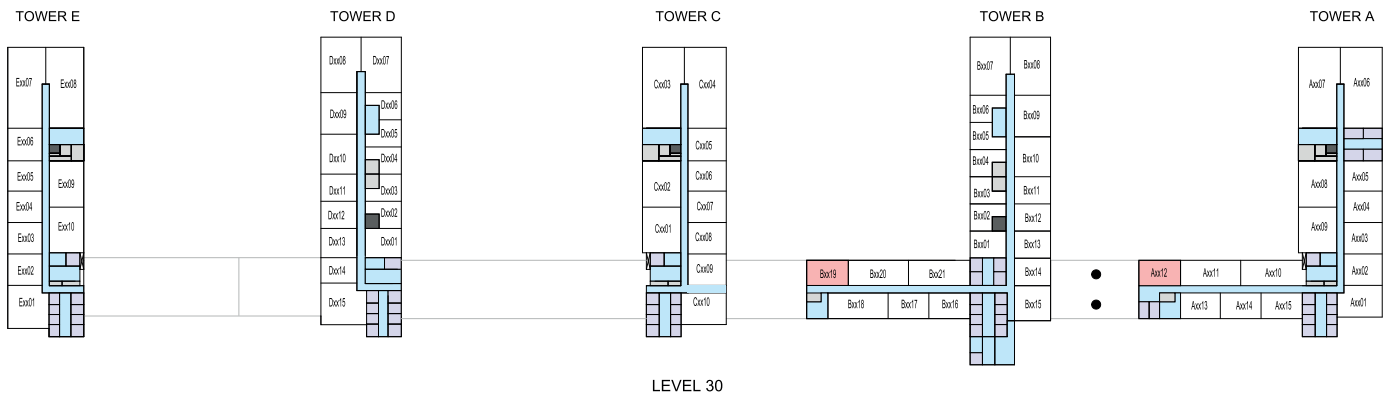 TOWER E
TOWER D
TOWER C
TOWER B
TOWER A
Exx07
Exx08
Exx06
Exx05
Exx09
Exx04
Exx10
Exx03
Exx02
Exx01
Dxx08
Dxx07
Dxx09
Dxx06
Dxx05
Dxx10
Dxx04
Dxx11
Dxx03
Dxx12
Dxx02
Dxx13
Dxx01
Dxx14
Dxx15
Cxx03
Cxx04
Cxx05
Cxx02
Cxx06
Cxx07
Cxx01
Cxx08
Cxx09
Cxx10
Bxx07
Bxx08
Bxx06
Bxx09
Bxx05
Bxx04
Bxx10
Bxx03
Bxx11
Bxx02
Bxx12
Bxx01
Bxx13
Bxx19
Bxx20
Bxx21
Bxx14
Bxx18
Bxx17
Bxx16
Bxx15
Axx07
Axx06
Axx08
Axx05
Axx04
Axx09
Axx03
Axx12
Axx11
Axx10
Axx02
Axx13
Axx14
Axx15
Axx01
LEVEL 30